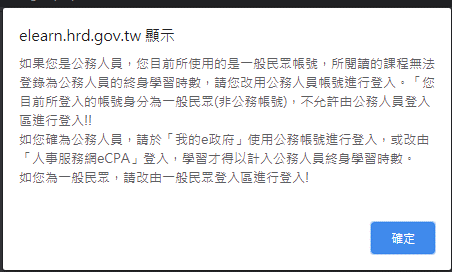 elearn.hrd.gov.tw 顯示
如果您是公務人員，您目前所使用的是一般民眾帳號，所閱讀的課程無法
登錄為公務人員的終身學習時數，請您改用公務人員帳號進行登入。「您
目前所登入的帳號身分為一般民眾(非公務帳號)，不允許由公務人員登入
區進行登入!!
如您確為公務人員，請於「我的e政府」使用公務帳號進行登入，或改由
「人事服務網eCPA」登入，學習才得以計入公務人員終身學習時數。
如您為一般民眾，請改由一般民眾登入區進行登入!
確定